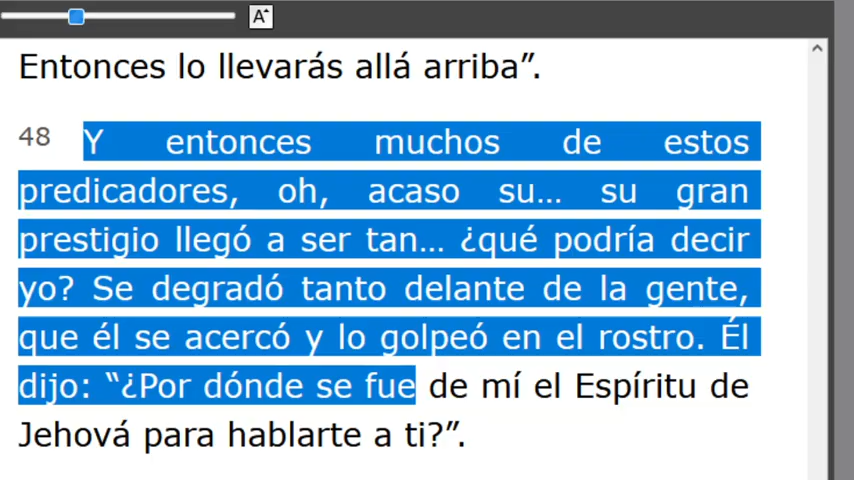 A
Entonces lo llevarás allá arriba”.
48 Y entonces muchos de estos
predicadores, oh, acaso su... su gran
prestigio llegó a ser tan... ¿qué podría decir
yo? Se degradó tanto delante de la gente,
que él se acercó y lo golpeó en el rostro. Él
dijo: “¿Por dónde se fue de mí el Espíritu de
Jehová para hablarte a ti?”.